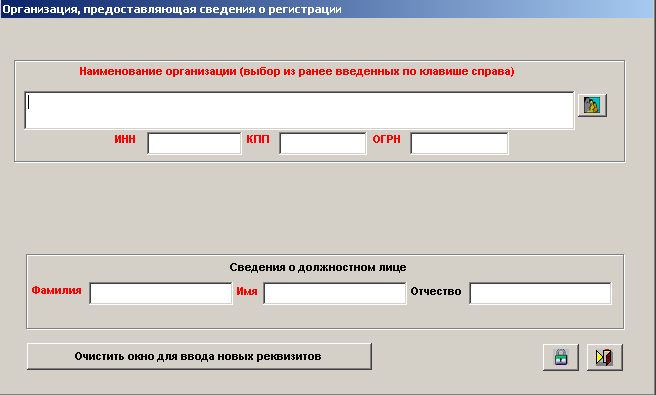 Организация, предоставляющая сведения о регистрации
Наименование организации (выбор из ранее введенных по клавише справа)
ИНН КПП ОГРН
Сведения о должностном лице
Фамилия Имя Отчество
Очистить окно для ввода новых реквизитов